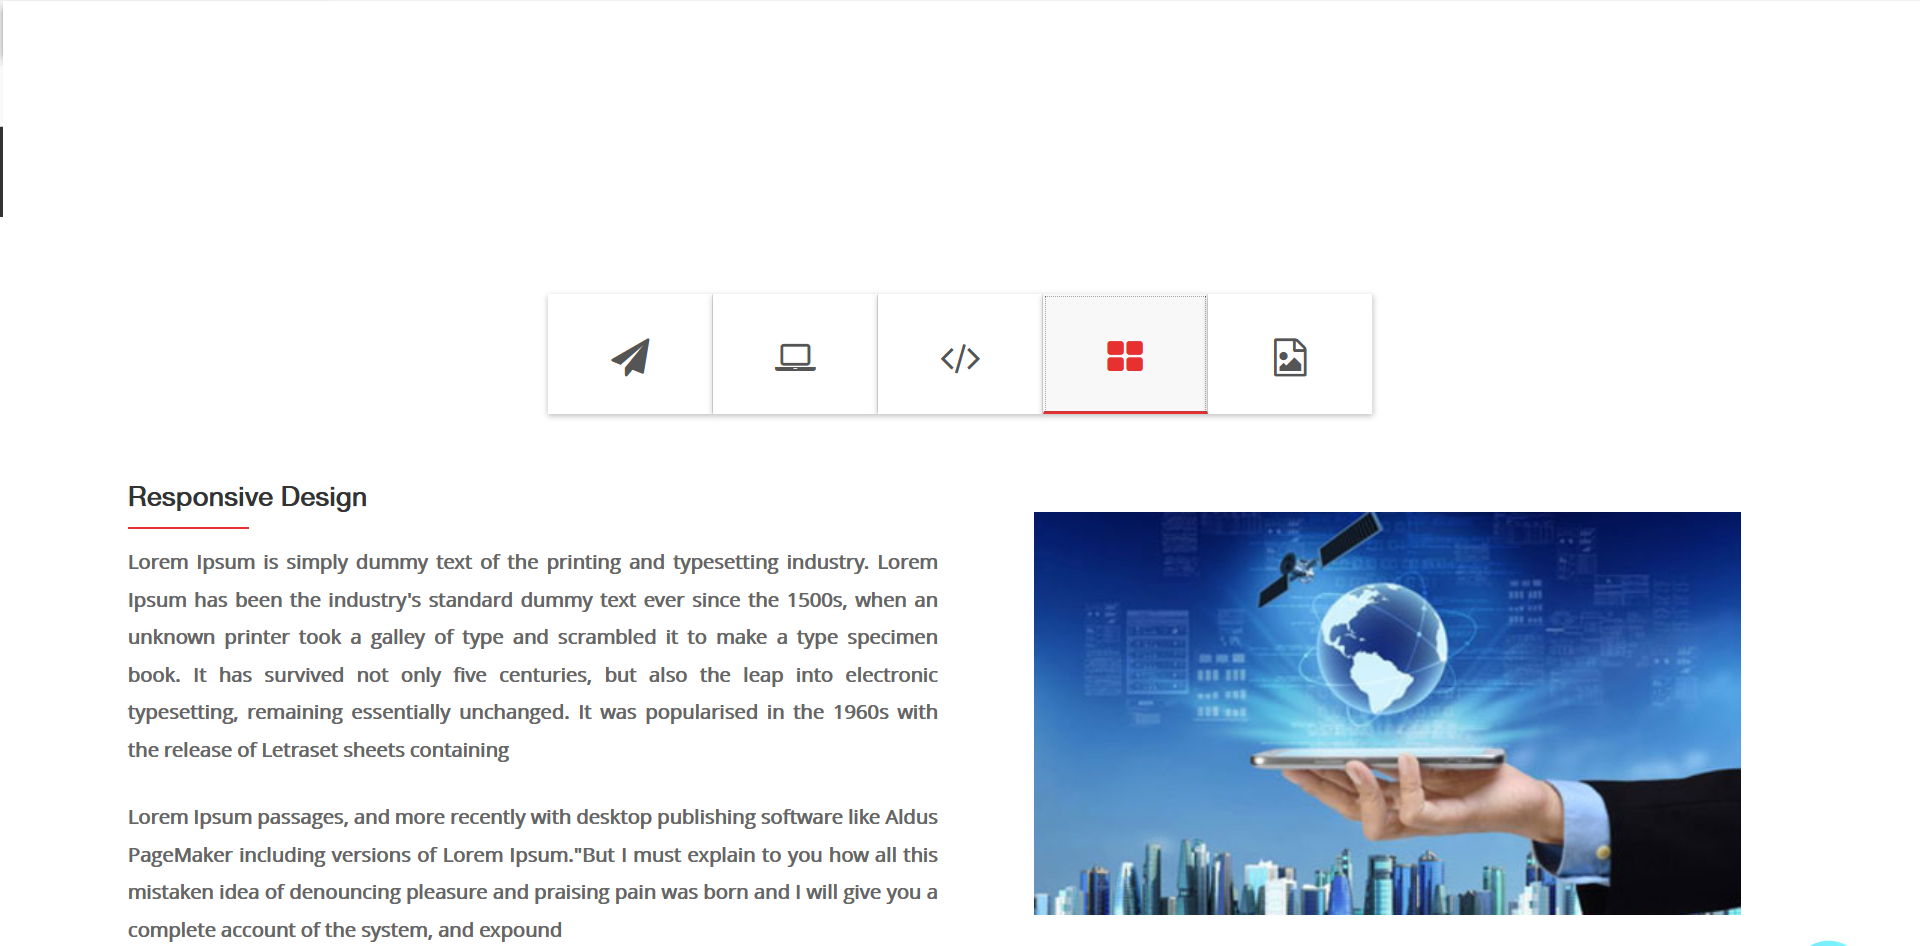 Responsive Design
Lorem Ipsum is simply dummy text of the printing and typesetting industry. Lorem
Ipsum has been the industry's standard dummy text ever since the 1500s, when an
unknown printer took a galley of type and scrambled it to make a type specimen
book. It has survived not only five centuries, but also the leap into electronic
typesetting, remaining essentially unchanged. It was popularised in the 1960s with
the release of Letraset sheets containing
Lorem Ipsum passages, and more recently with desktop publishing software like Aldus
PageMaker including versions of Lorem Ipsum."But I must explain to you how all this
mistaken idea of denouncing pleasure and praising pain was born and I will give you a
complete account of the system, and expound